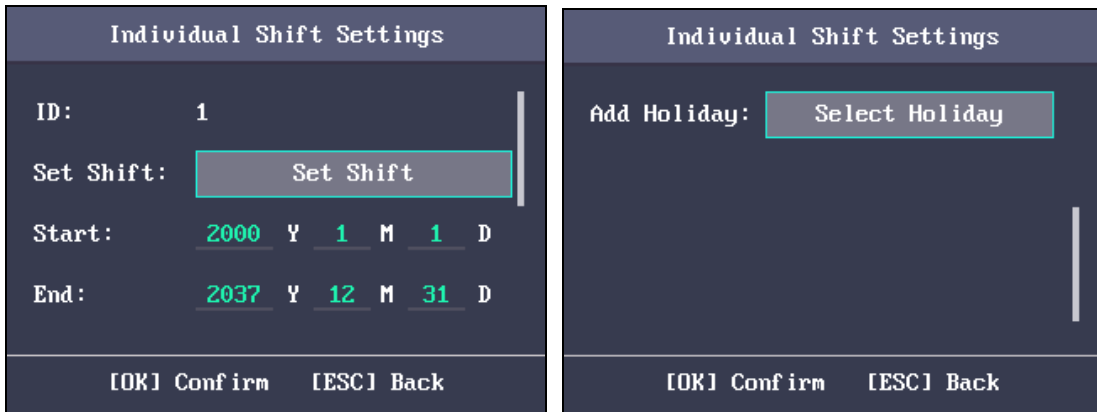 Individual Shift Settings
ID: 1
Set Shift: Set Shift
Start: 2000 Y 1 M 1 D
End: 2037 Y 12 M 31 D
[OK] Confirm [ESC] Back
Individual Shift Settings
Add Holiday: Select Holiday
[OK] Confirm [ESC] Back